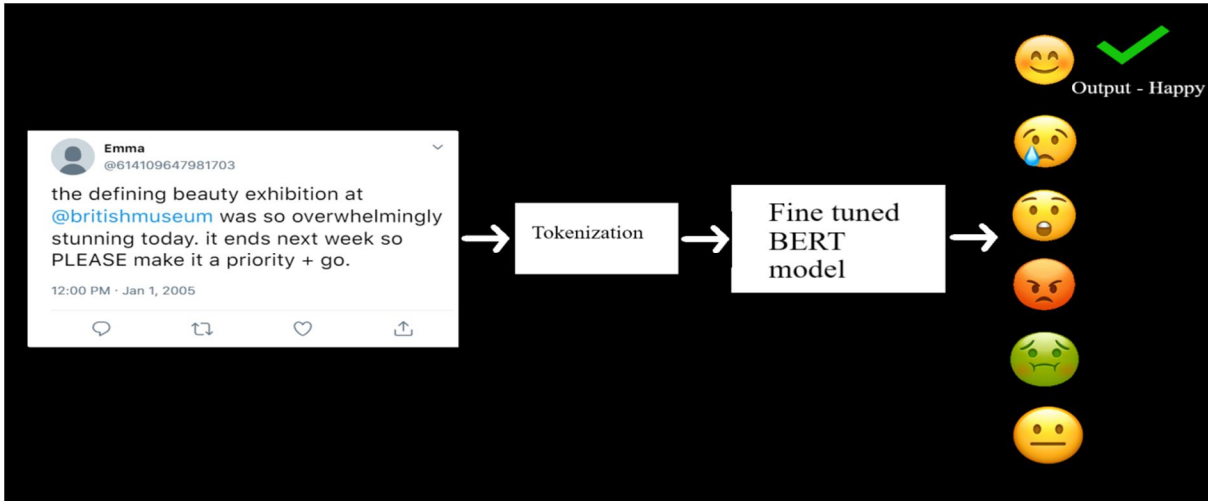 Emma
@614109647981703
the defining beauty exhibition at
@britishmuseum was so overwhelmingly
stunning today. it ends next week so
PLEASE make it a priority + go.
12:00 PM · Jan 1, 2005
Tokenization
Fine tuned
BERT
model
Output - Happy